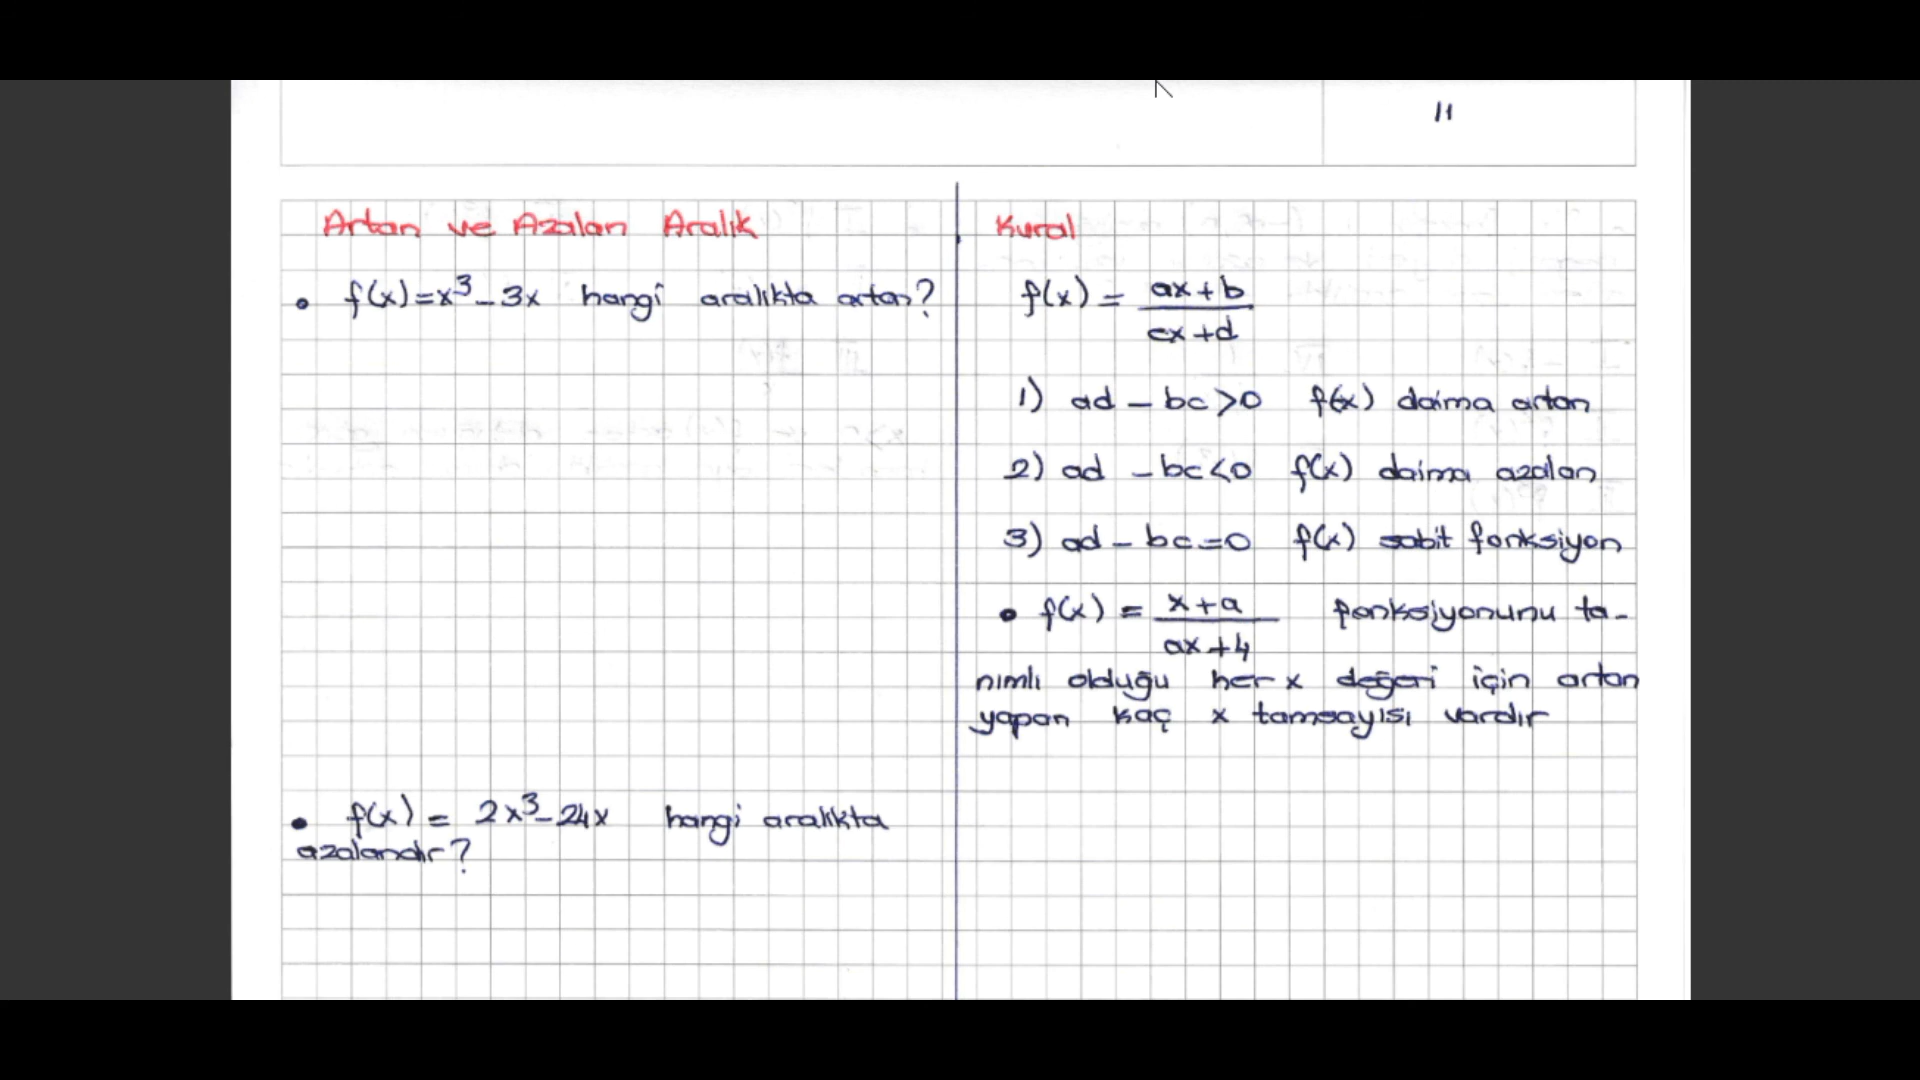 11
Artan ve Azalan Aralık
• f(x)=x³-3x hangi aralıkta artan?
• f(x) = 2x³-24x hangi aralıkta
azalandır?
Kural
f(x) = ax+b
cx+d
1) ad - bc>0 f(x) daima artan
2) ad - bc<0 f(x) daima azalan
3) ad - bc=0 f(x) sabit fonksiyon
• f(x) = x+a fonksiyonunu ta-
ax+4
nımlı olduğu her x değeri için artan
yapan kaç x tamsayısı vardır